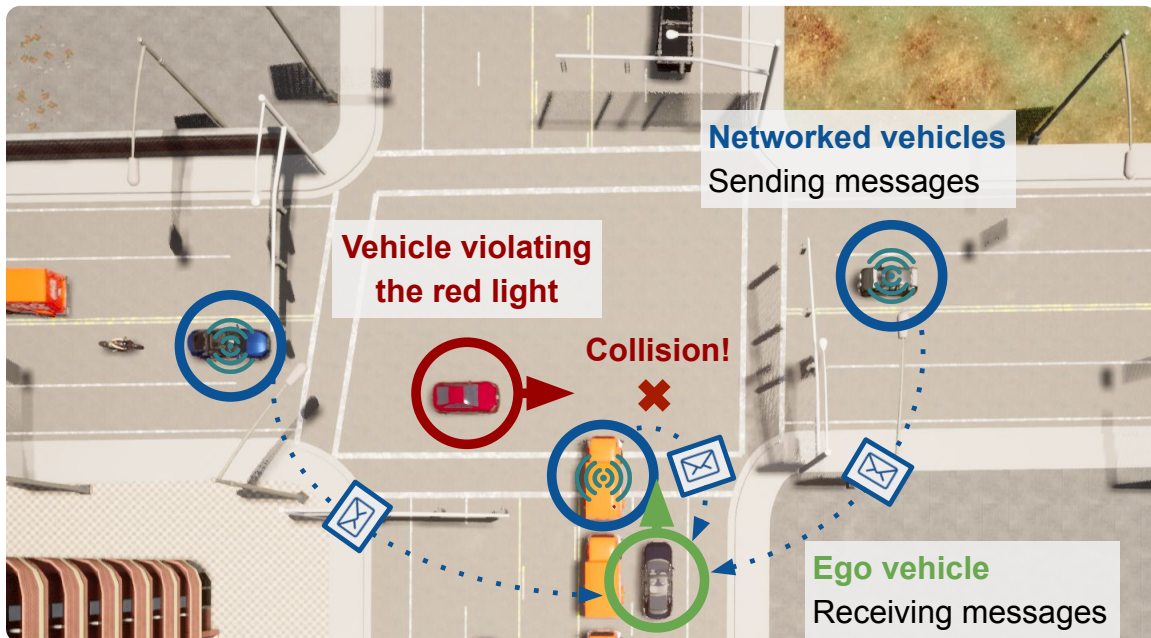 Networked vehicles
Sending messages
Vehicle violating
the red light
Collision!
Ego vehicle
Receiving messages